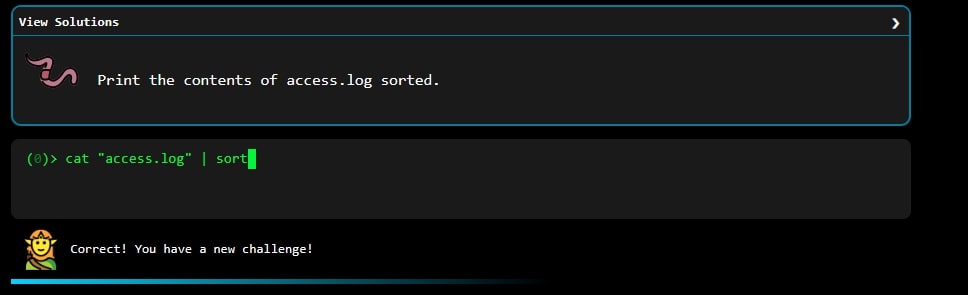 View Solutions ❯
Print the contents of access.log sorted.
(0)> cat "access.log" | sort
Correct! You have a new challenge!